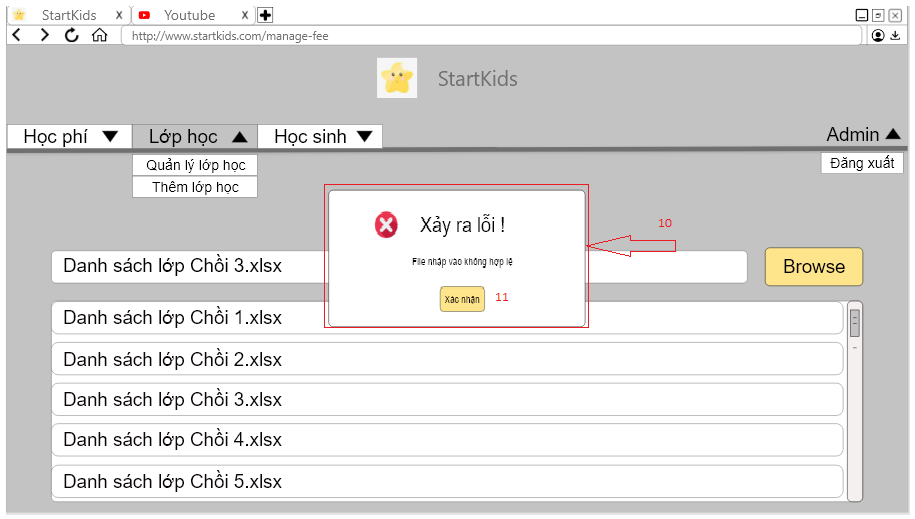 StartKids x Youtube x
http://www.startkids.com/manage-fee
StartKids
Học phí Lớp học Học sinh Admin
Quản lý lớp học
Thêm lớp học
Đăng xuất
Xảy ra lỗi !
File nhập vào không hợp lệ
Xác nhận
10
11
Danh sách lớp Chồi 3.xlsx
Browse
Danh sách lớp Chồi 1.xlsx
Danh sách lớp Chồi 2.xlsx
Danh sách lớp Chồi 3.xlsx
Danh sách lớp Chồi 4.xlsx
Danh sách lớp Chồi 5.xlsx